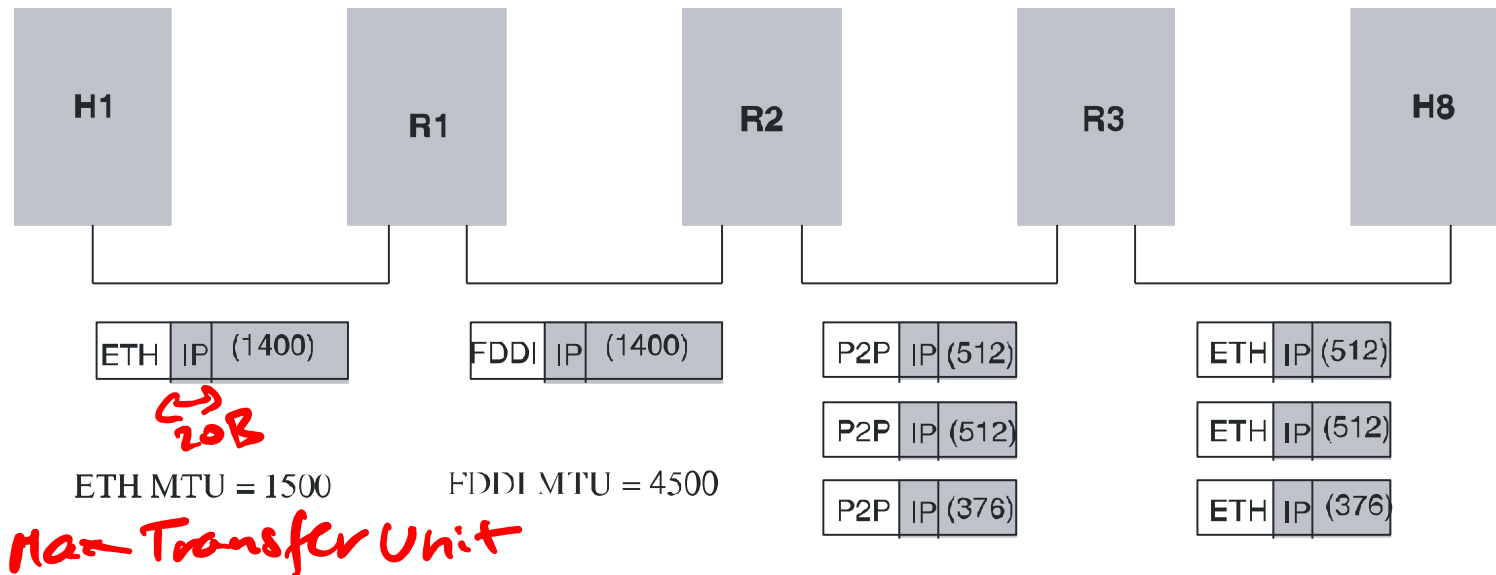 H1 R1 R2 R3 H8
ETH IP (1400) FDDI IP (1400) P2P IP (512) ETH IP (512)
20B P2P IP (512) ETH IP (512)
ETH MTU = 1500 FDDI MTU = 4500 P2P IP (376) ETH IP (376)
Max Transfer Unit